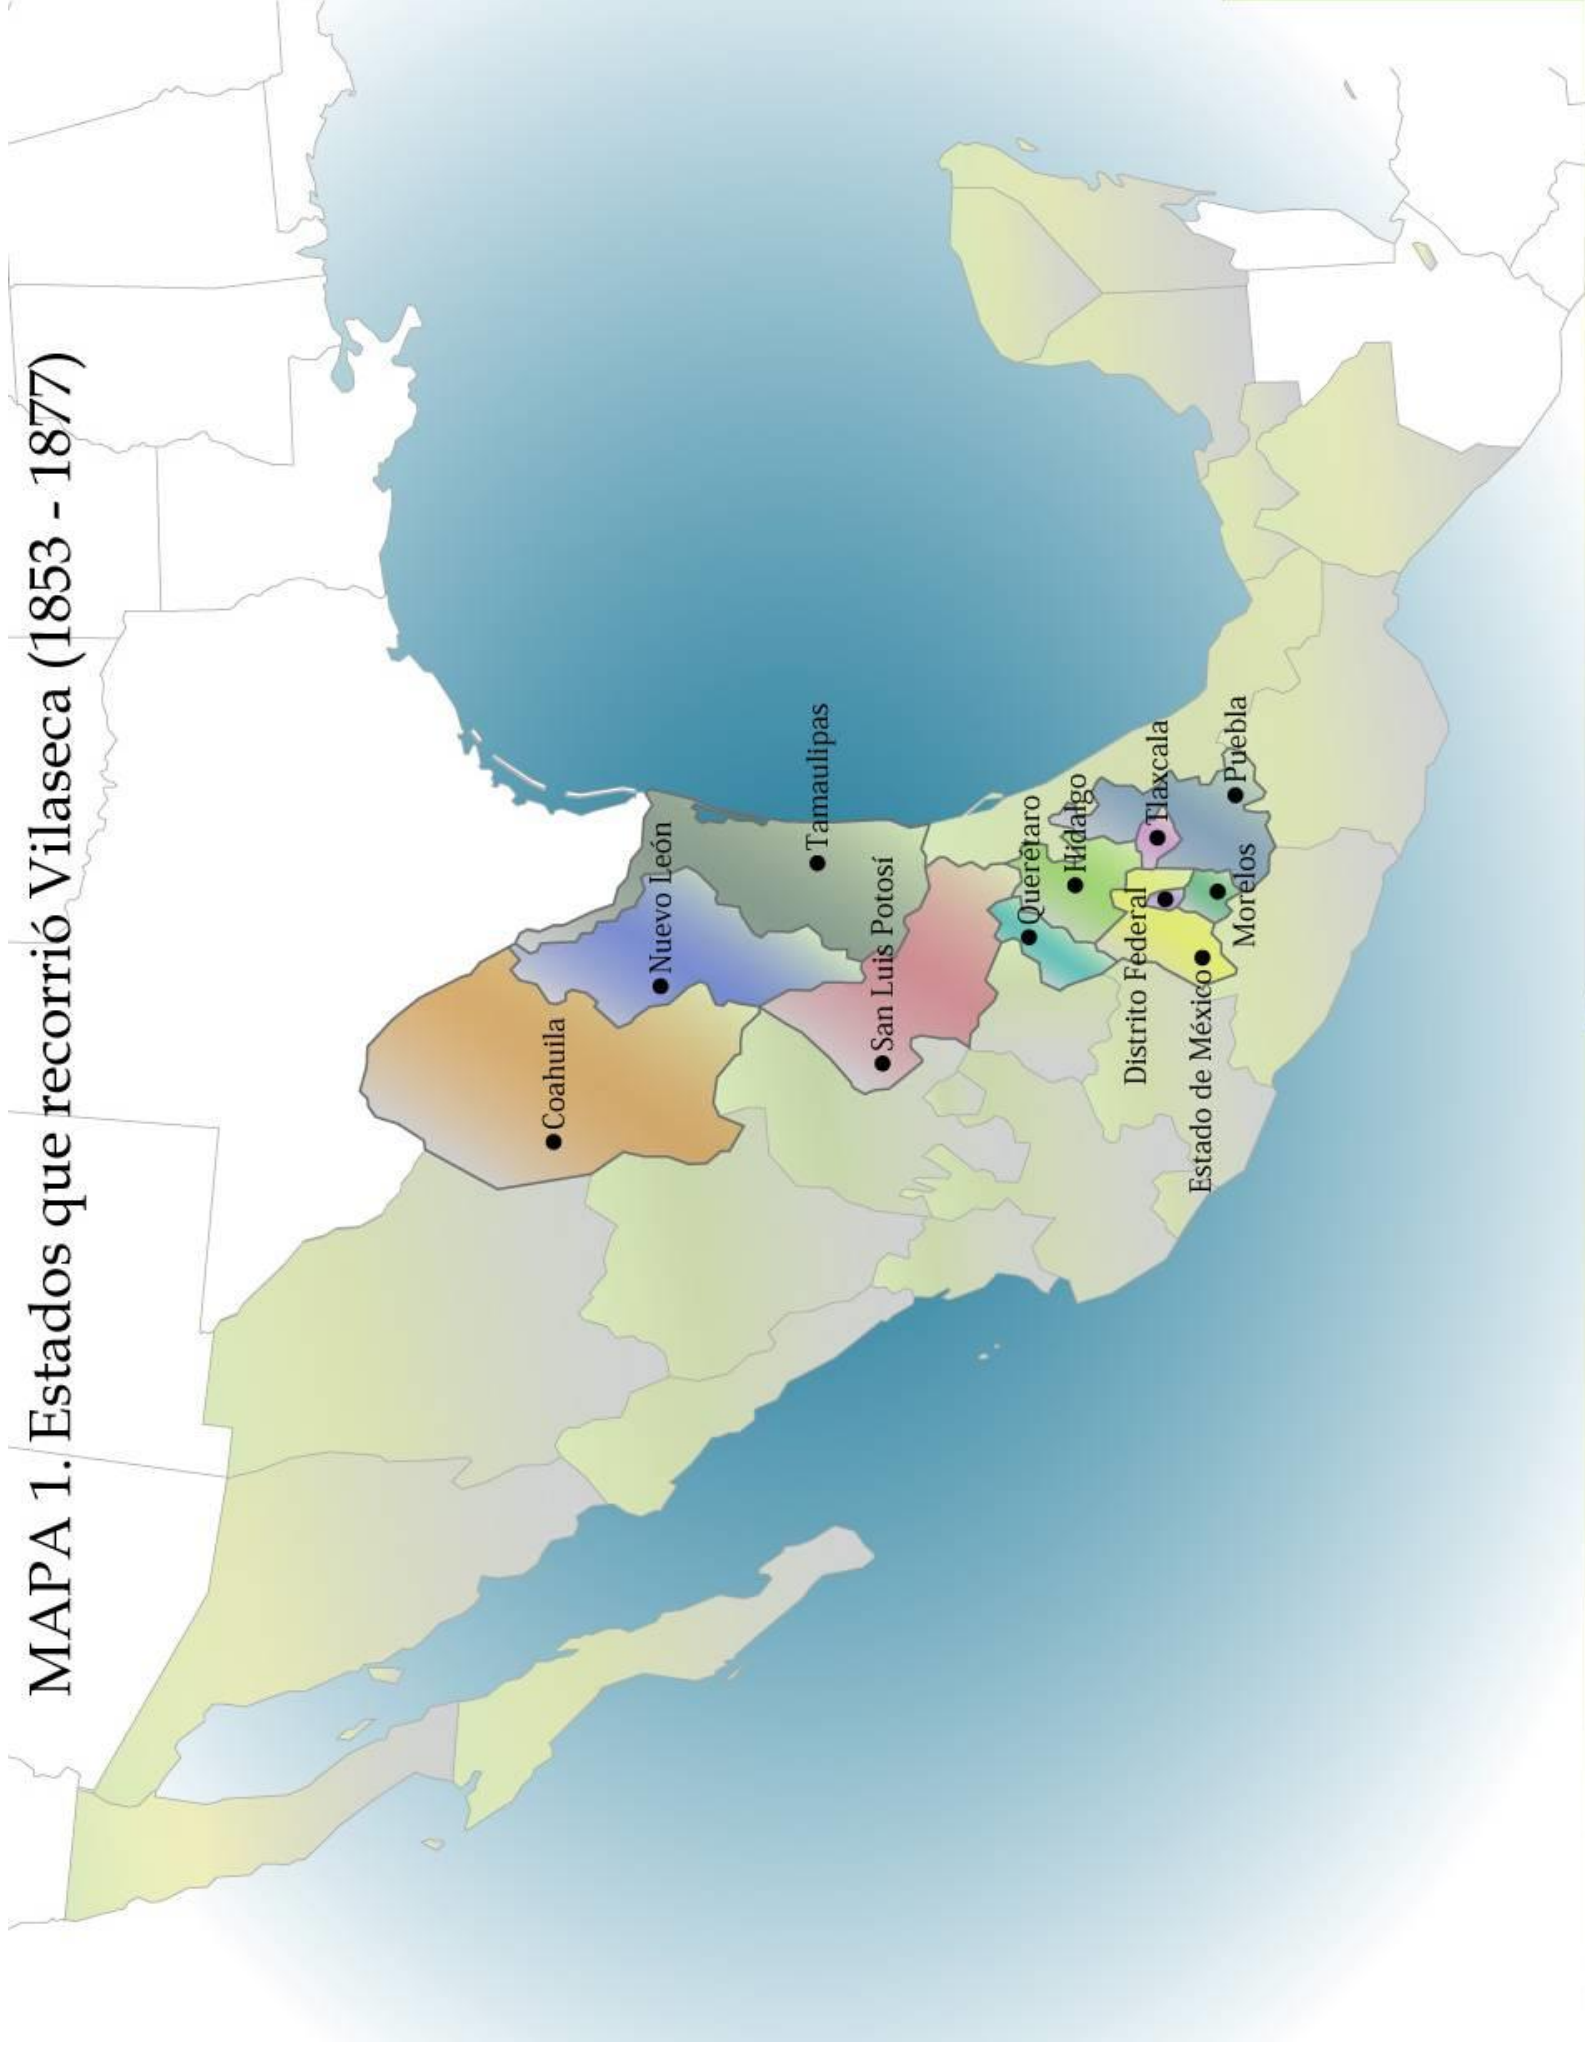 MAPA 1. Estados que recorrió Vilaseca (1853 - 1877)
Coahuila
Nuevo León
Tamaulipas
San Luis Potosí
Querétaro
Hidalgo
Distrito Federal
Tlaxcala
Estado de México
Puebla
Morelos